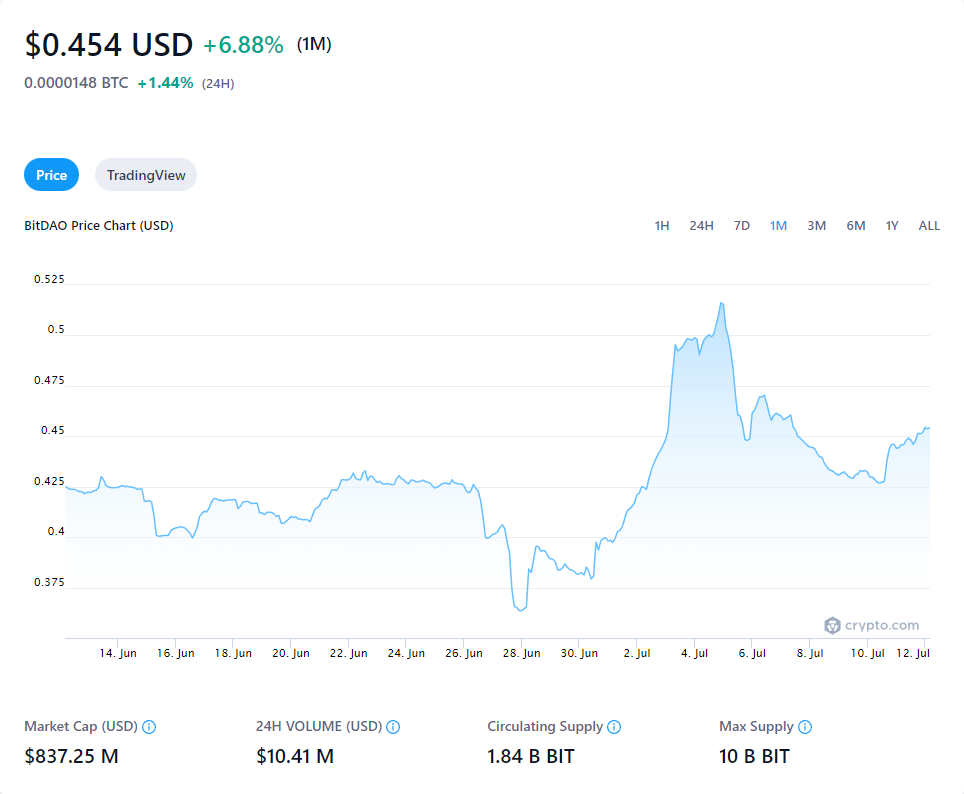 $0.454 USD +6.88% (1M)
0.0000148 BTC +1.44% (24H)
Price TradingView
BitDAO Price Chart (USD) 1H 24H 7D 1M 3M 6M 1Y ALL
0.525
0.5
0.475
0.45
0.425
0.4
0.375
crypto.com
14. Jun 16. Jun 18. Jun 20. Jun 22. Jun 24. Jun 26. Jun 28. Jun 30. Jun 2. Jul 4. Jul 6. Jul 8. Jul 10. Jul 12. Jul
Market Cap (USD) 24H VOLUME (USD) Circulating Supply Max Supply
$837.25 M $10.41 M 1.84 B BIT 10 B BIT